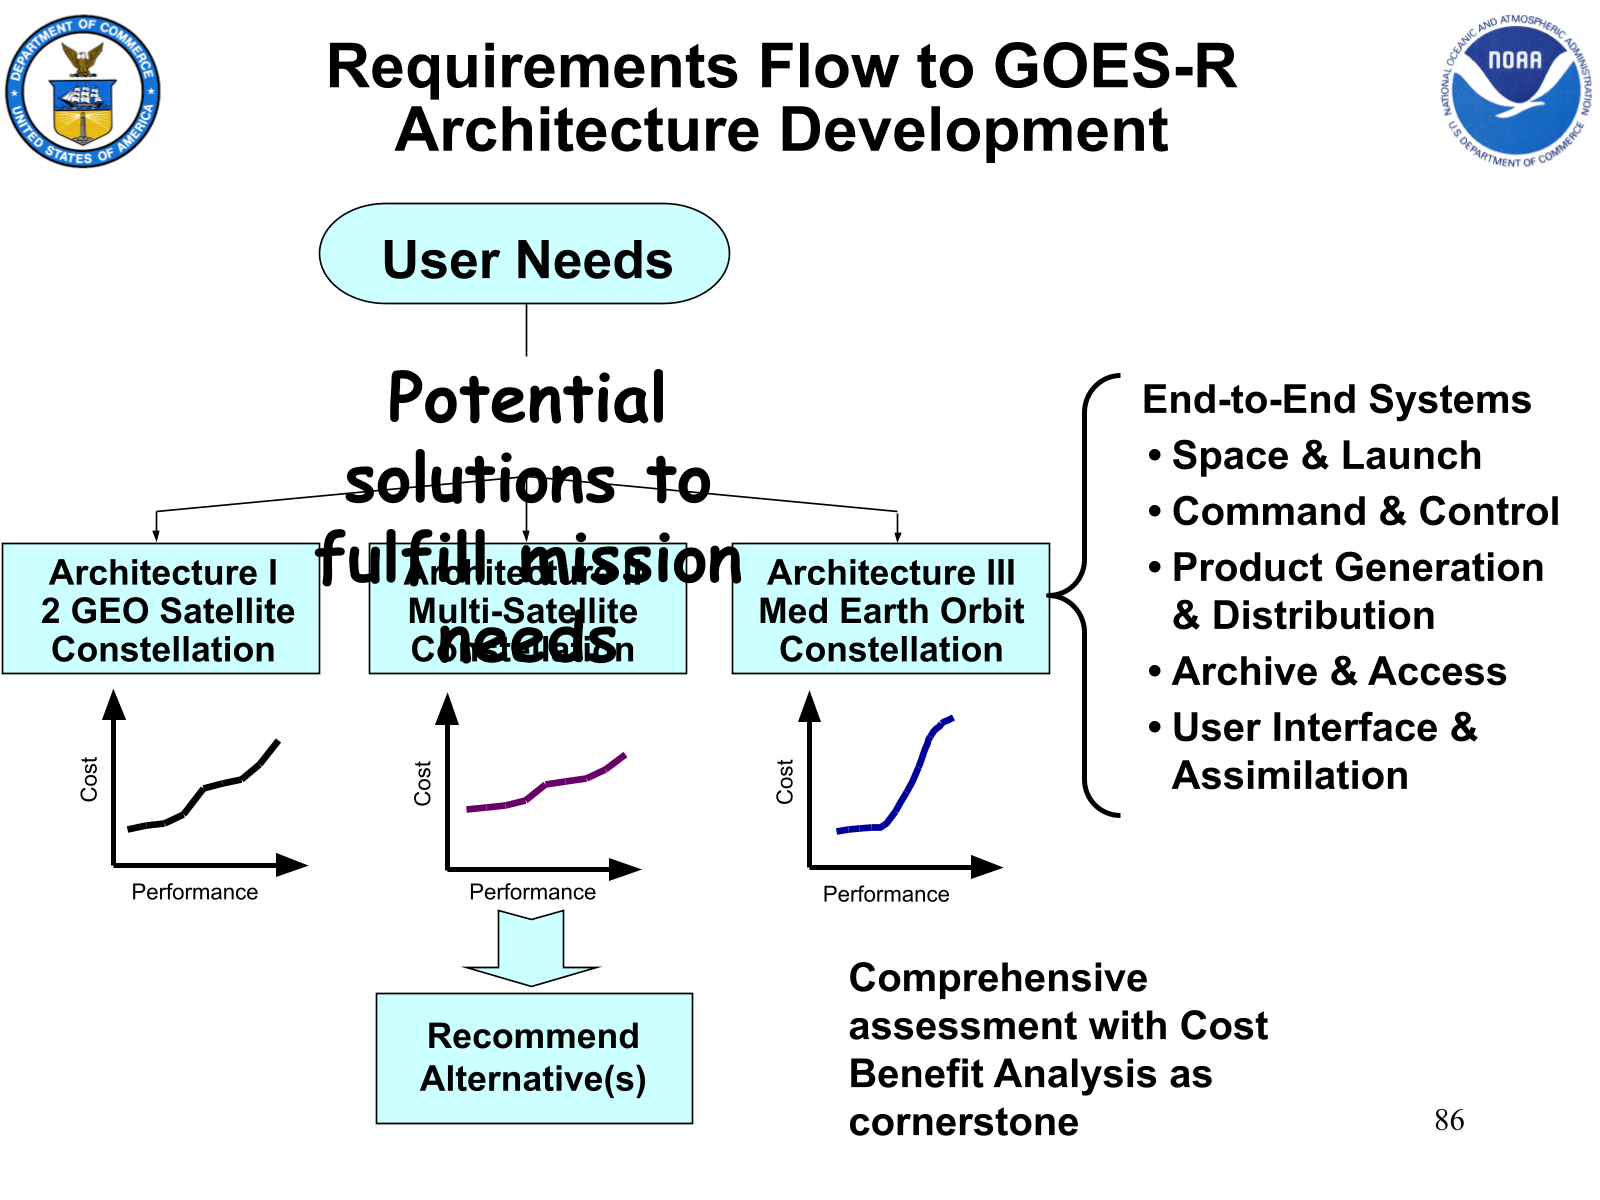 DEPARTMENT OF COMMERCE
UNITED STATES OF AMERICA
Requirements Flow to GOES-R
Architecture Development
NATIONAL OCEANIC AND ATMOSPHERIC ADMINISTRATION
NOAA
U.S. DEPARTMENT OF COMMERCE
User Needs
Potential
solutions to
fulfill mission
needs
Architecture I
2 GEO Satellite
Constellation
Architecture II
Multi-Satellite
Constellation
Architecture III
Med Earth Orbit
Constellation
End-to-End Systems
• Space & Launch
• Command & Control
• Product Generation
& Distribution
• Archive & Access
• User Interface &
Assimilation
Cost
Performance
Cost
Performance
Cost
Performance
Recommend
Alternative(s)
Comprehensive
assessment with Cost
Benefit Analysis as
cornerstone
86